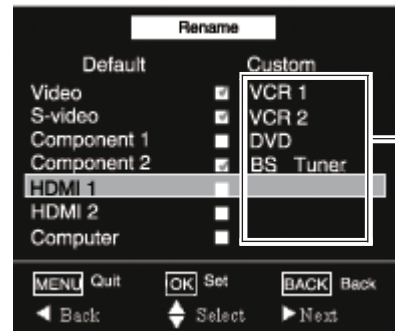 Rename
Default Custom
Video VCR 1
S-video VCR 2
Component 1 DVD
Component 2 BS Tuner
HDMI 1
HDMI 2
Computer
MENU Quit OK Set BACK Back
Back Select Next